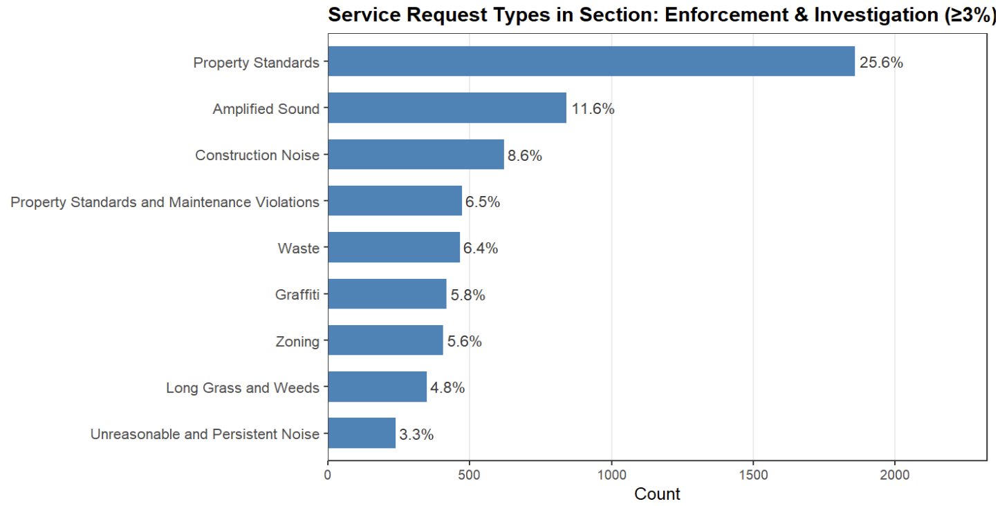 Service Request Types in Section: Enforcement & Investigation (≥3%)
Property Standards 25.6%
Amplified Sound 11.6%
Construction Noise 8.6%
Property Standards and Maintenance Violations 6.5%
Waste 6.4%
Graffiti 5.8%
Zoning 5.6%
Long Grass and Weeds 4.8%
Unreasonable and Persistent Noise 3.3%
0 500 1000 1500 2000
Count